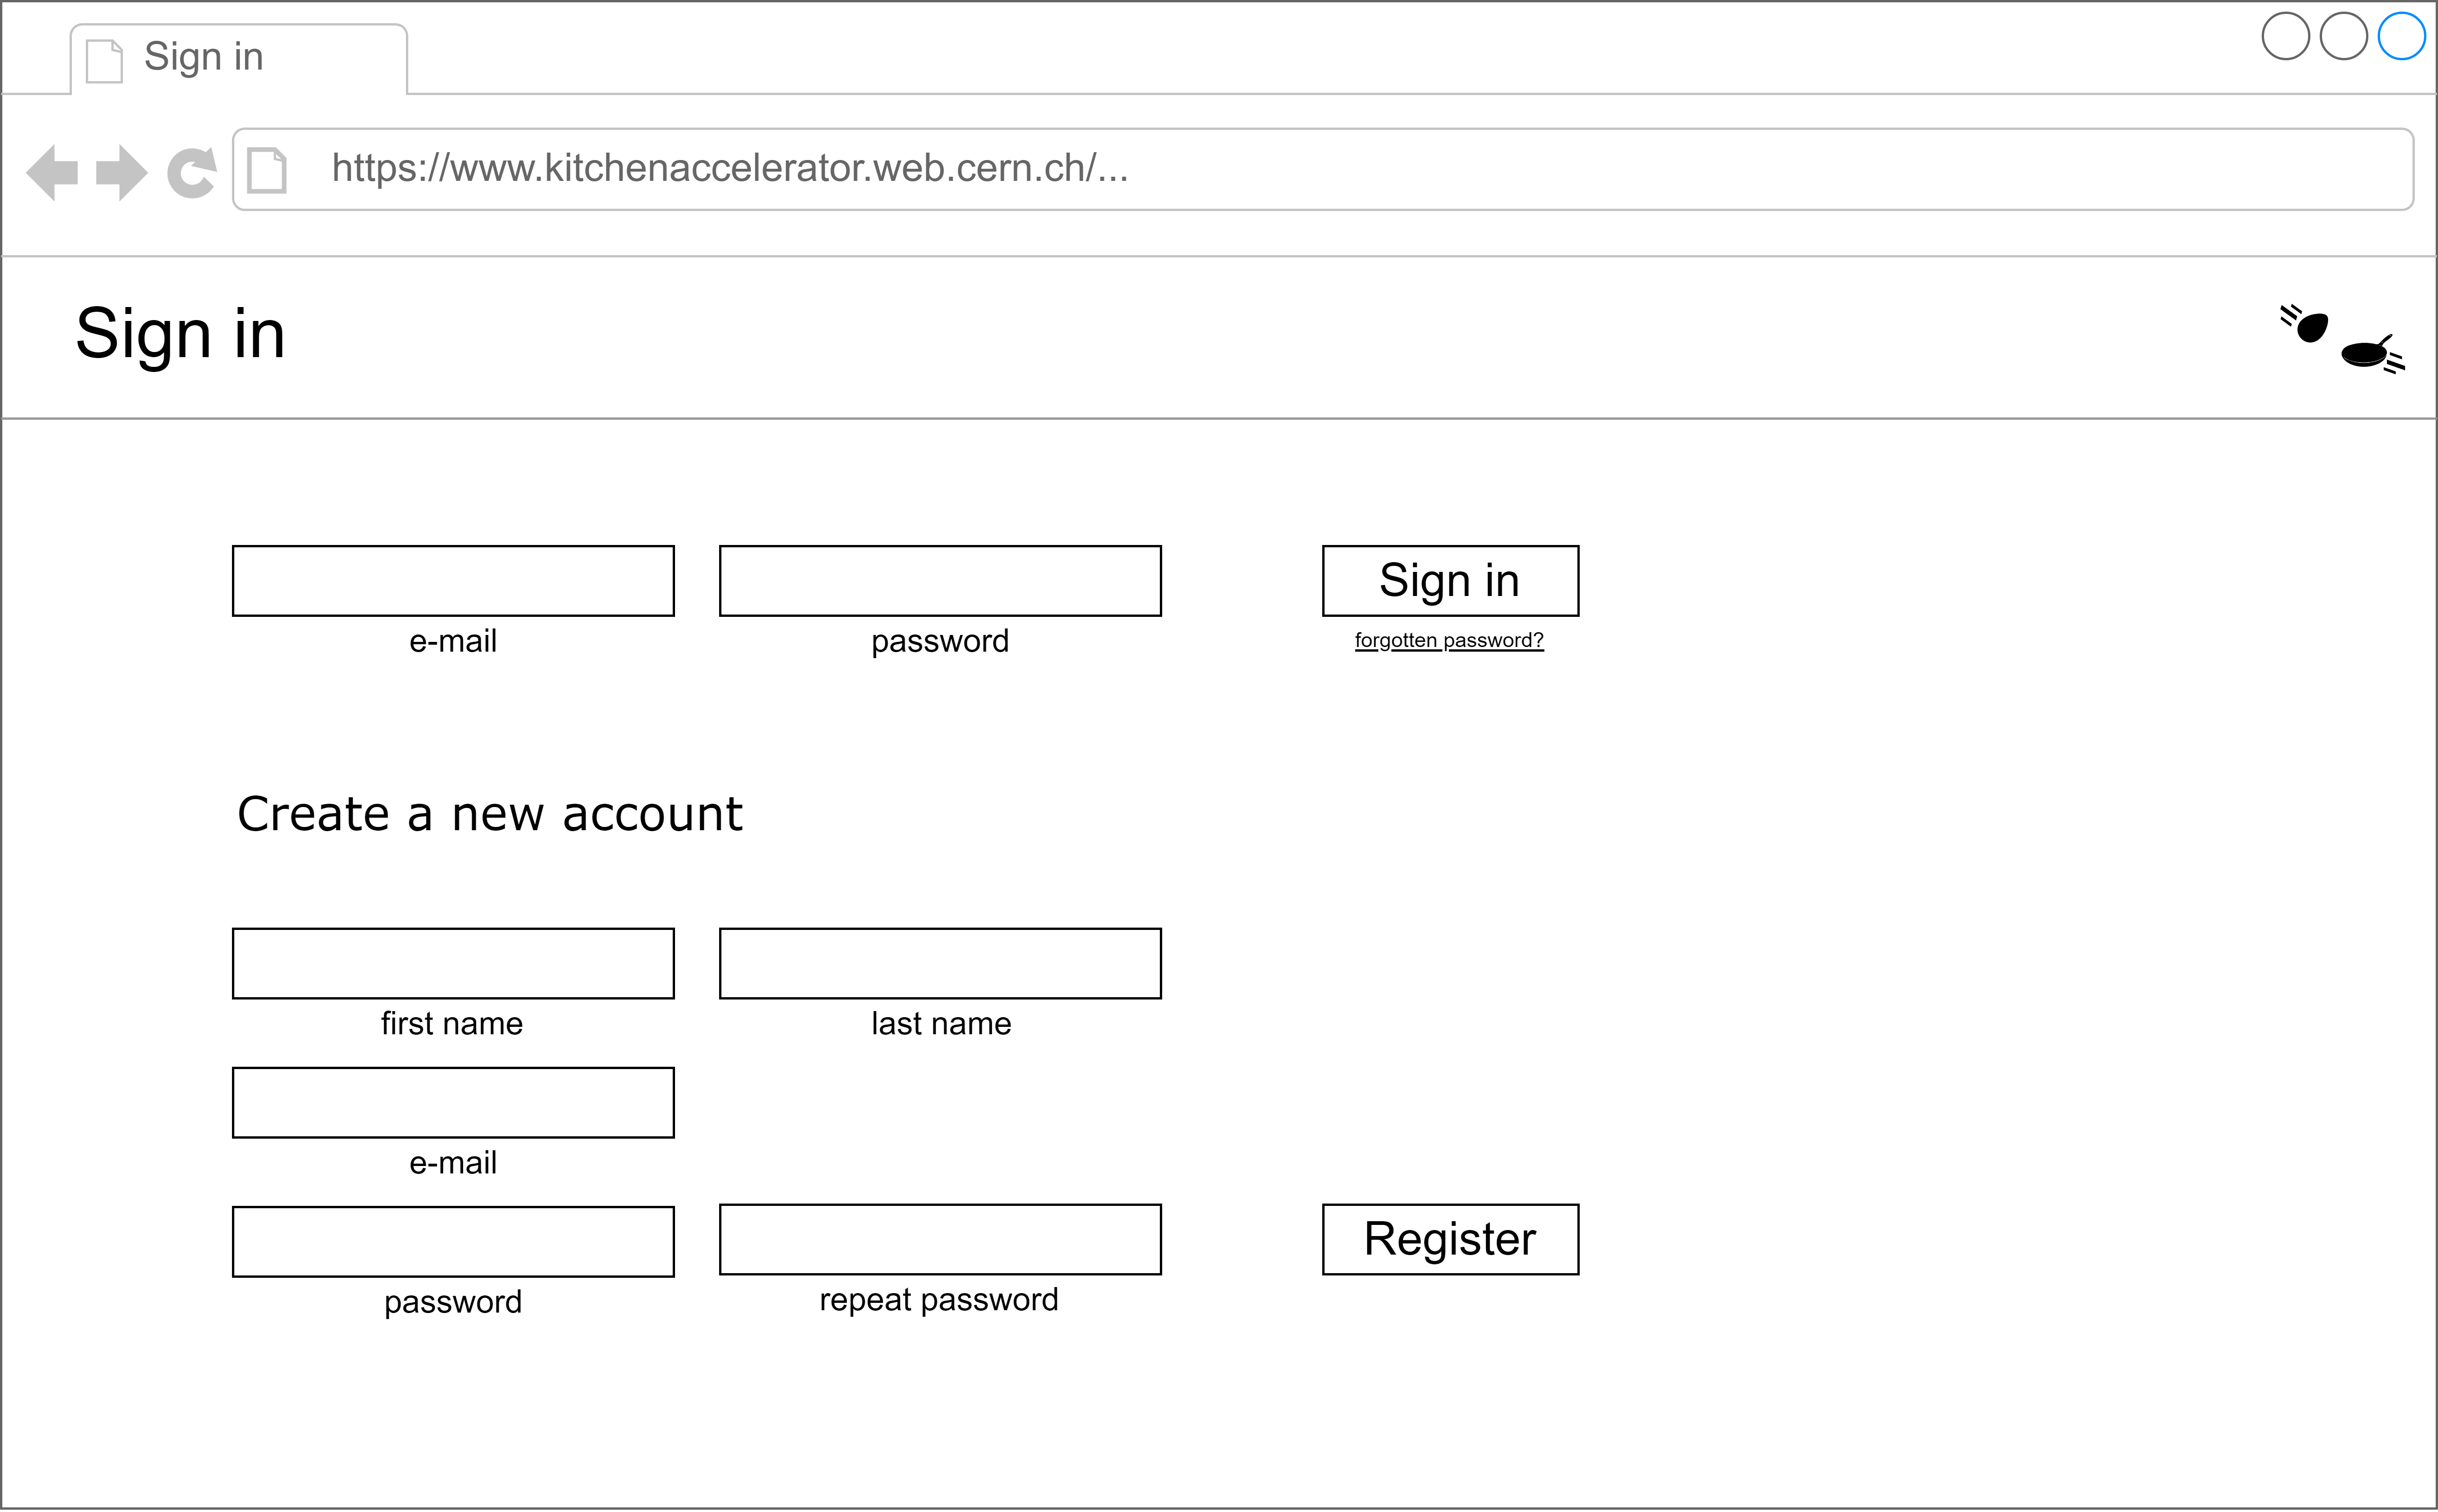 Sign in
https://www.kitchenaccelerator.web.cern.ch/...
Sign in
Sign in
e-mail
password
forgotten password?
Create a new account
first name
last name
e-mail
Register
password
repeat password